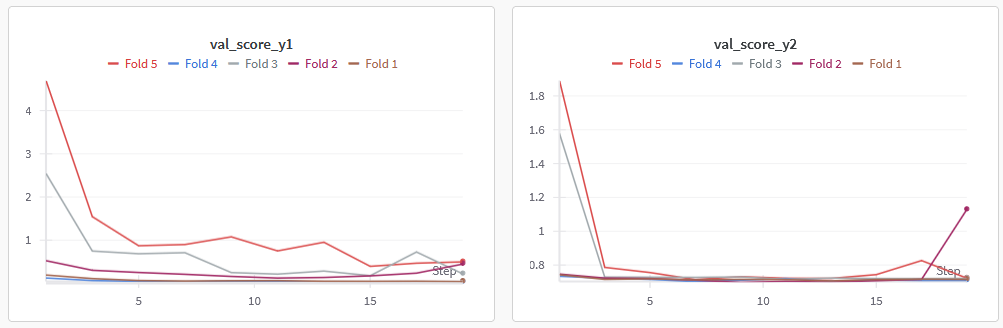 val_score_y1
Fold 5 Fold 4 Fold 3 Fold 2 Fold 1
4
3
2
1
Step
5 10 15
val_score_y2
Fold 5 Fold 4 Fold 3 Fold 2 Fold 1
1.8
1.6
1.4
1.2
1
0.8
Step
5 10 15